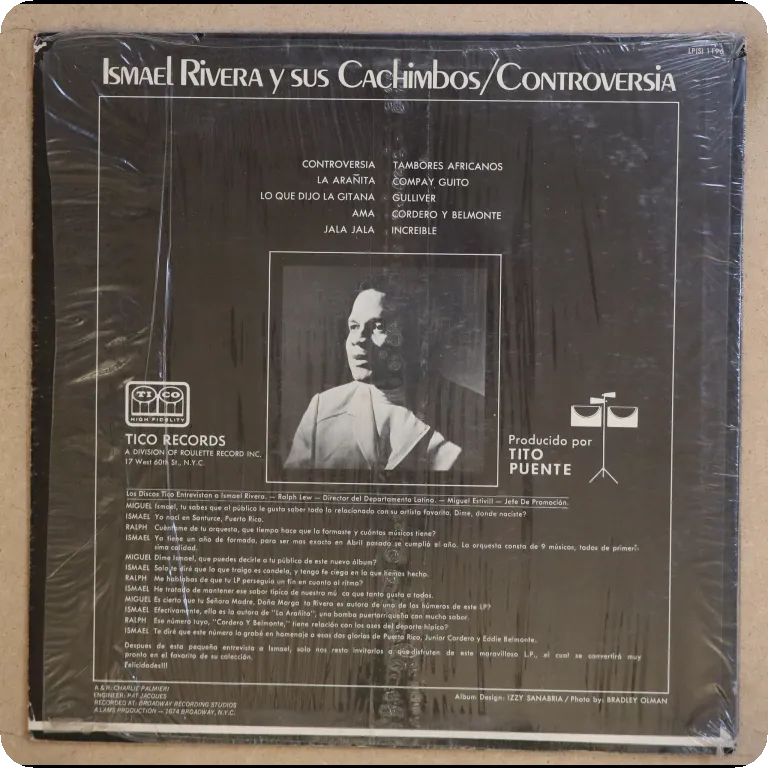 LP(S) 1196
ISMAEL RIVERA Y SUS CACHIMBOS/CONTROVERSIA
CONTROVERSIA
LA ARAÑITA
LO QUE DIJO LA GITANA
AMA
JALA JALA
TAMBORES AFRICANOS
COMPAY GUITO
GULLIVER
CORDERO Y BELMONTE
INCREIBLE
TICO
HIGH FIDELITY
TICO RECORDS
A DIVISION OF ROULETTE RECORD INC.
17 West 60th St., N.Y.C.
Producido por
TITO
PUENTE
Los Discos Tico Entrevistan a Ismael Rivera. — Ralph Lew — Director del Departamento Latino. — Miguel Estivill — Jefe De Promoción.
MIGUEL Ismael, tu sabes que al público le gusta saber todo lo relacionado con su artista favorito. Dime, donde naciste?
ISMAEL Yo nací en Santurce, Puerto Rico.
RALPH Cuéntame de tu orquesta, que tiempo hace que la formaste y cuántos músicos tiene?
ISMAEL Ya tiene un año de formada, para ser mas exacto en Abril pasado se cumplió el año. La orquesta consta de 9 músicos, todos de primerí-
sima calidad.
MIGUEL Dime Ismael, que puedes decirle a tu público de este nuevo álbum?
ISMAEL Solo te diré que la que traigo es candela, y tengo fe ciega en lo que hemos hecho.
RALPH Me hablabas de que tu LP perseguía un fin en cuanto al ritmo?
ISMAEL He tratado de mantener ese sabor típico de nuestra mú ca que tanto gusta a todos.
MIGUEL Es cierto que tu Señora Madre, Doña Marga ta Rivera es autora de uno de los números de este LP?
ISMAEL Efectivamente, ella es la autora de "La Arañita", una bomba puertorriqueña con mucho sabor.
RALPH Ese número tuyo, "Cordero Y Belmonte," tiene relación con los ases del deporte hípico?
ISMAEL Te diré que este número lo grabé en homenaje a esas dos glorias de Puerto Rico, Junior Cordero y Eddie Belmonte.
Despues de esta pequeña entrevista a Ismael, solo nos resta invitarlos a que disfruten de este maravilloso L.P., el cual se convertirá muy
pronto en el favorito de su colección.
Felicidades!!!
A & R: CHARLIE PALMIERI
ENGINEER: PAT JACQUES
RECORDED AT: BROADWAY RECORDING STUDIOS
A LAMS PRODUCTION — 1674 BROADWAY, N.Y.C.
Album Design: IZZY SANABRIA / Photo by: BRADLEY OLMAN